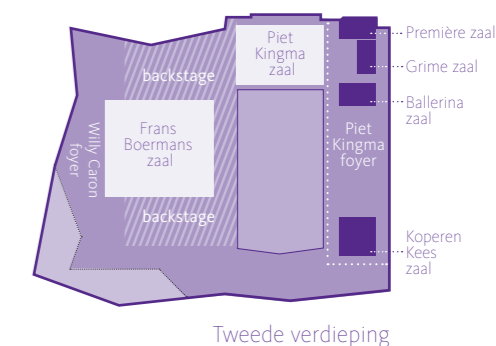 Piet
Kingma
zaal
Première zaal
Grime zaal
Ballerina
zaal
backstage
Frans
Boermans
zaal
Willy Caron
foyer
Piet
Kingma
foyer
backstage
Koperen
Kees
zaal
Tweede verdieping